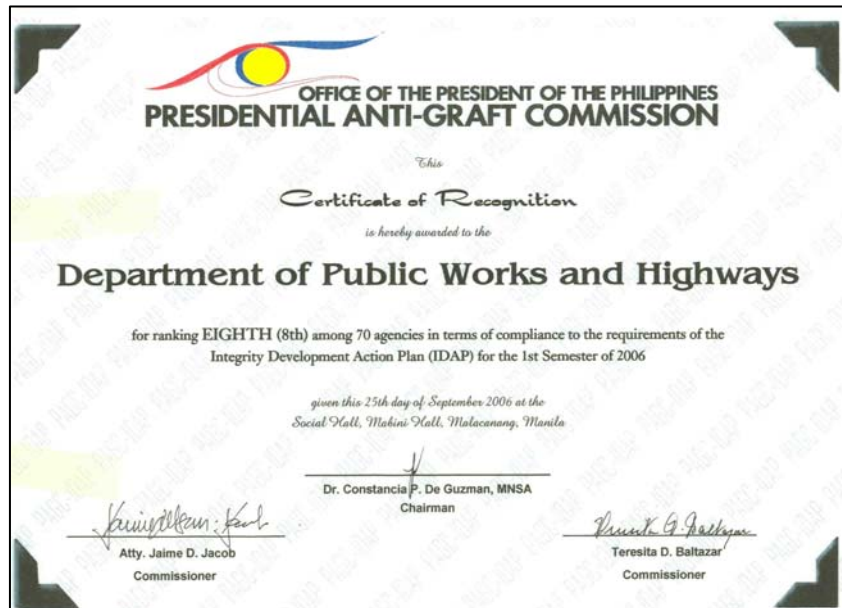 OFFICE OF THE PRESIDENT OF THE PHILIPPINES
PRESIDENTIAL ANTI-GRAFT COMMISSION
This
Certificate of Recognition
is hereby awarded to the
Department of Public Works and Highways
for ranking EIGHTH (8th) among 70 agencies in terms of compliance to the requirements of the
Integrity Development Action Plan (IDAP) for the 1st Semester of 2006
given this 25th day of September 2006 at the
Social Hall, Mabini Hall, Malacanang, Manila
Dr. Constancia P. De Guzman, MNSA
Chairman
Atty. Jaime D. Jacob
Commissioner
Teresita D. Baltazar
Commissioner